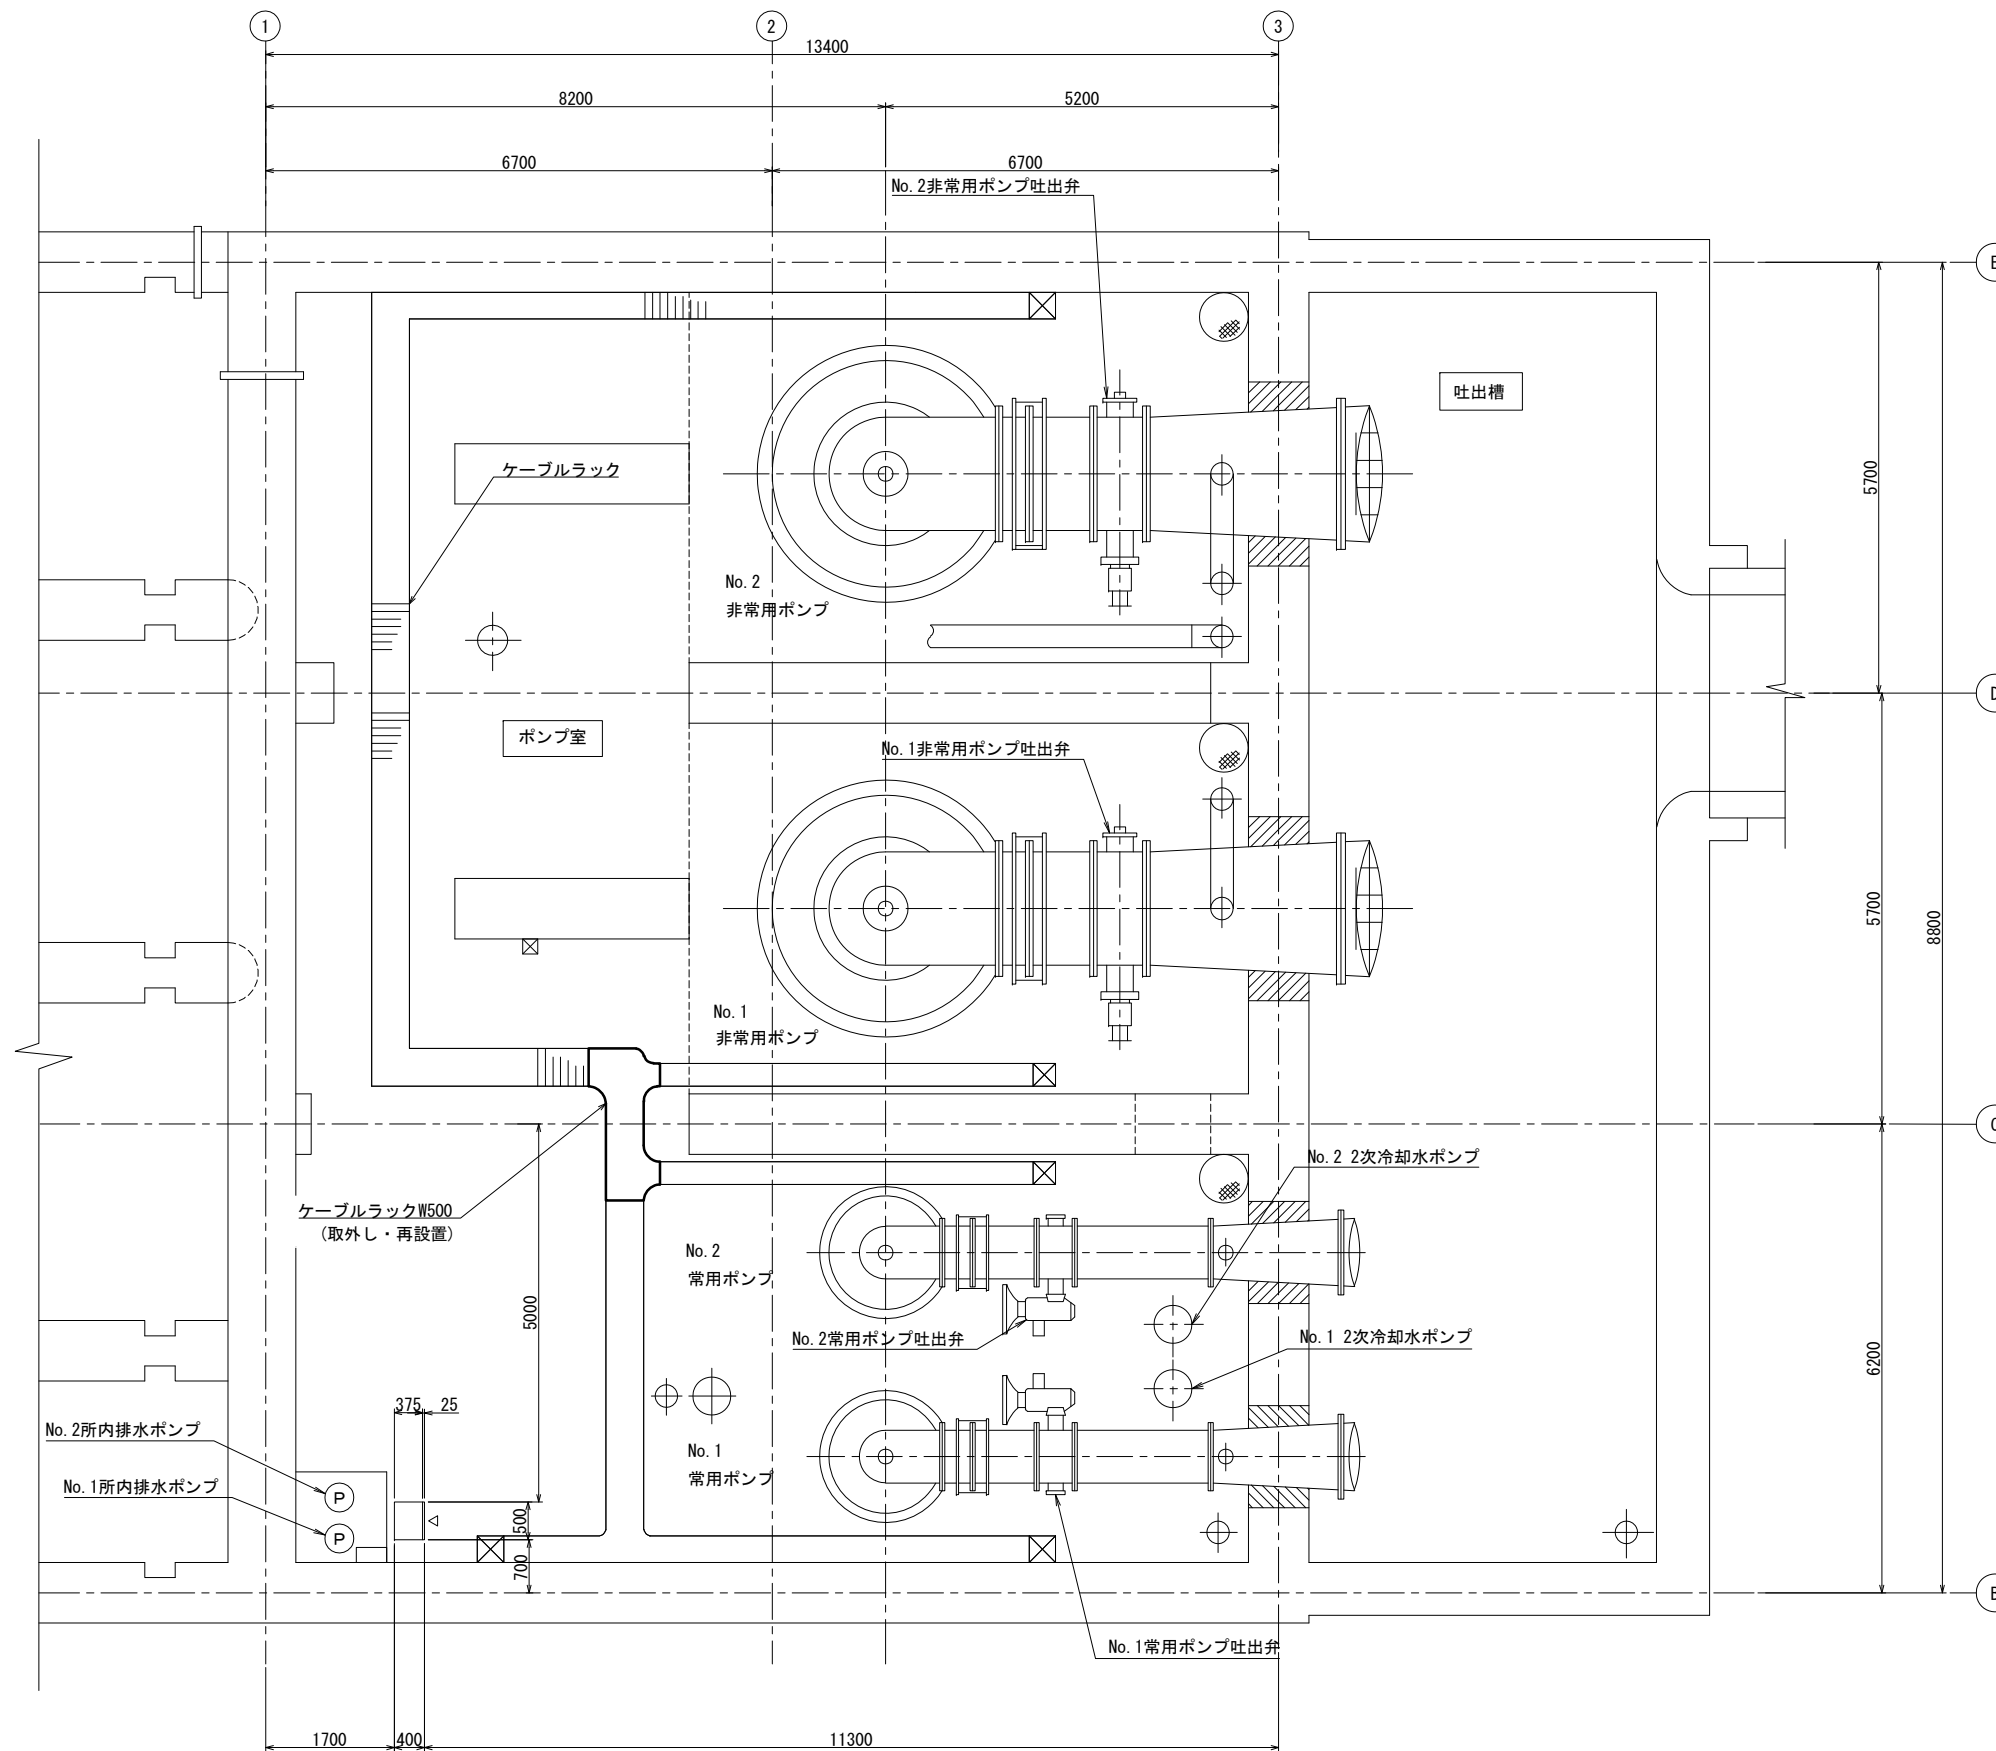 1
2
3
13400
8200
5200
6700
6700
No.2非常用ポンプ吐出弁
E
吐出槽
ケーブルラック
5700
No.2
非常用ポンプ
D
ポンプ室
No.1非常用ポンプ吐出弁
5700
8800
No.1
非常用ポンプ
C
No.2 2次冷却水ポンプ
ケーブルラックW500
（取外し・再設置）
No.2
常用ポンプ
5000
No.2常用ポンプ吐出弁
No.1 2次冷却水ポンプ
6200
375
25
No.2所内排水ポンプ
No.1
常用ポンプ
No.1所内排水ポンプ
P
P
500
700
B
No.1常用ポンプ吐出弁
1700
400
11300